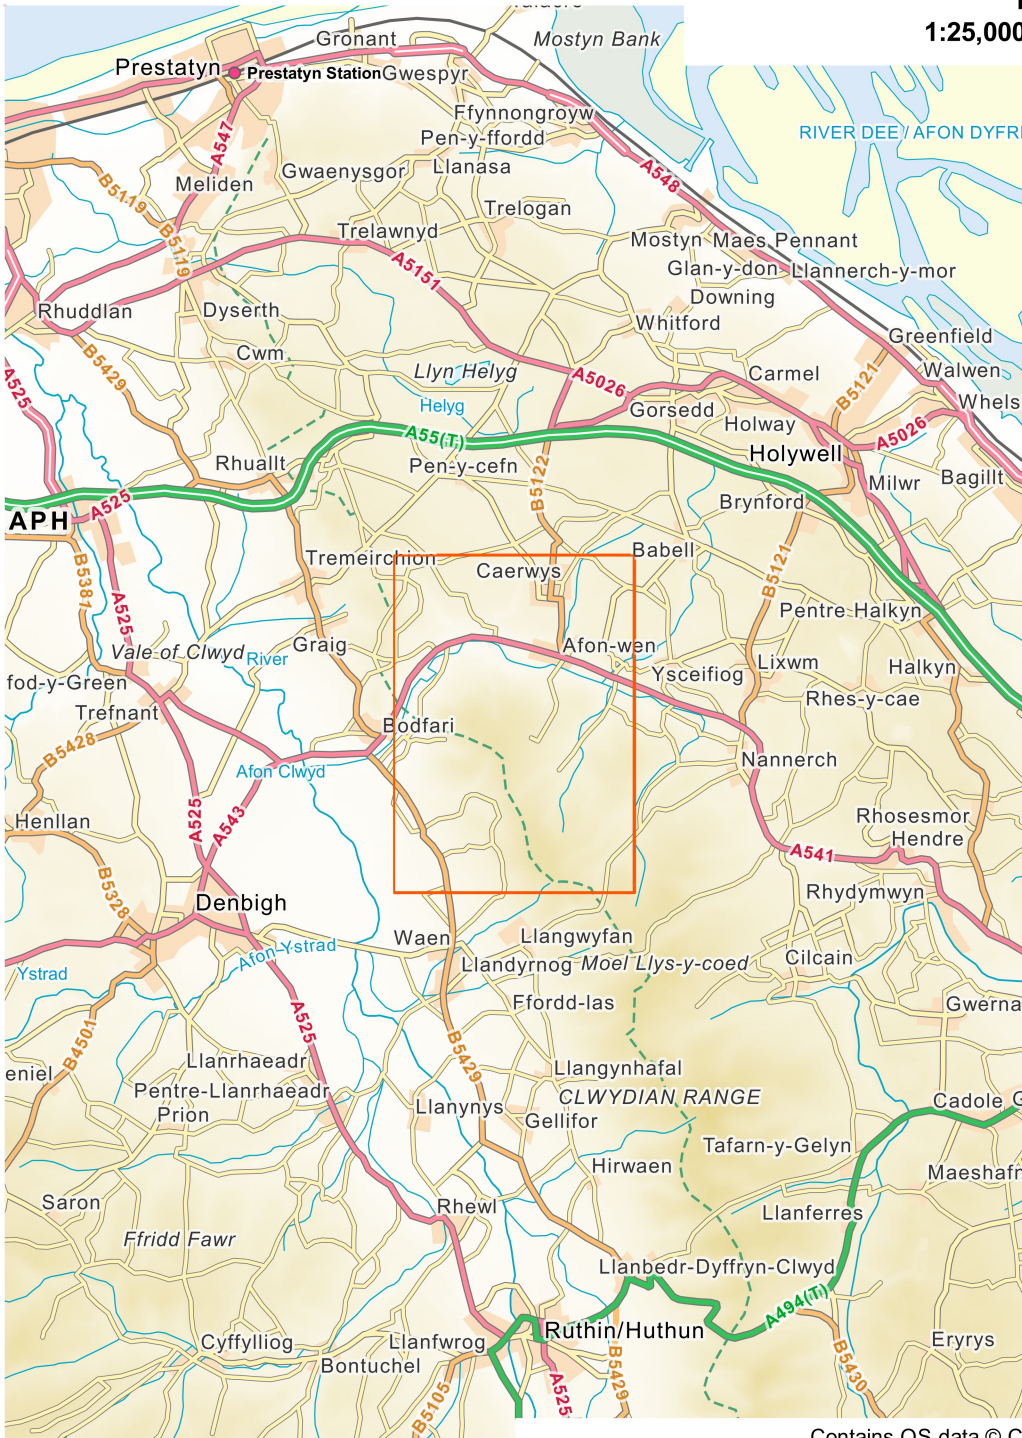 Mostyn Bank
1:25,000
Gronant
Prestatyn
Prestatyn Station
Gwespyr
Ffynnongroyw
Pen-y-ffordd
RIVER DEE / AFON DYFR
A547
Gwaenysgor
Llanasa
A548
B5119
Meliden
Trelogan
B5119
Trelawnyd
Mostyn
Maes Pennant
A5151
Glan-y-don
Llannerch-y-mor
Downing
Rhuddlan
Dyserth
Whitford
Greenfield
B5429
Cwm
Llyn Helyg
A5026
Carmel
B5121
Walwen
A525
Helyg
Gorsedd
Whels
Holway
A5026
A55(T)
Holywell
Rhuallt
Pen-y-cefn
B5122
Milwr
Bagillt
A525
Brynford
APH
Tremeirchion
Babell
B5381
Caerwys
B5121
A525
Pentre Halkyn
Graig
Afon-wen
Vale of Clwyd
River
Lixwm
Halkyn
fod-y-Green
Ysceifiog
Rhes-y-cae
Trefnant
Bodfari
B5428
Afon Clwyd
Nannerch
A525
A543
Henllan
Rhosesmor
Hendre
A541
B5328
Rhydymwyn
Denbigh
Waen
Llangwyfan
Afon Ystrad
Cilcain
Ystrad
Llandyrnog
Moel Llys-y-coed
Ffordd-las
Gwerna
A525
B4501
B5429
Llanrhaeadr
Llangynhafal
eniel
Pentre-Llanrhaeadr
CLWYDIAN RANGE
Cadole
G
Prion
Llanynys
Gellifor
Tafarn-y-Gelyn
Hirwaen
Maeshafn
Saron
Rhewl
Llanferres
Ffridd Fawr
Llanbedr-Dyffryn-Clwyd
A494(T)
Cyffylliog
Llanfwrog
Ruthin/Huthun
Eryrys
Bontuchel
B5429
B5430
B5105
A525
Contains OS data © C